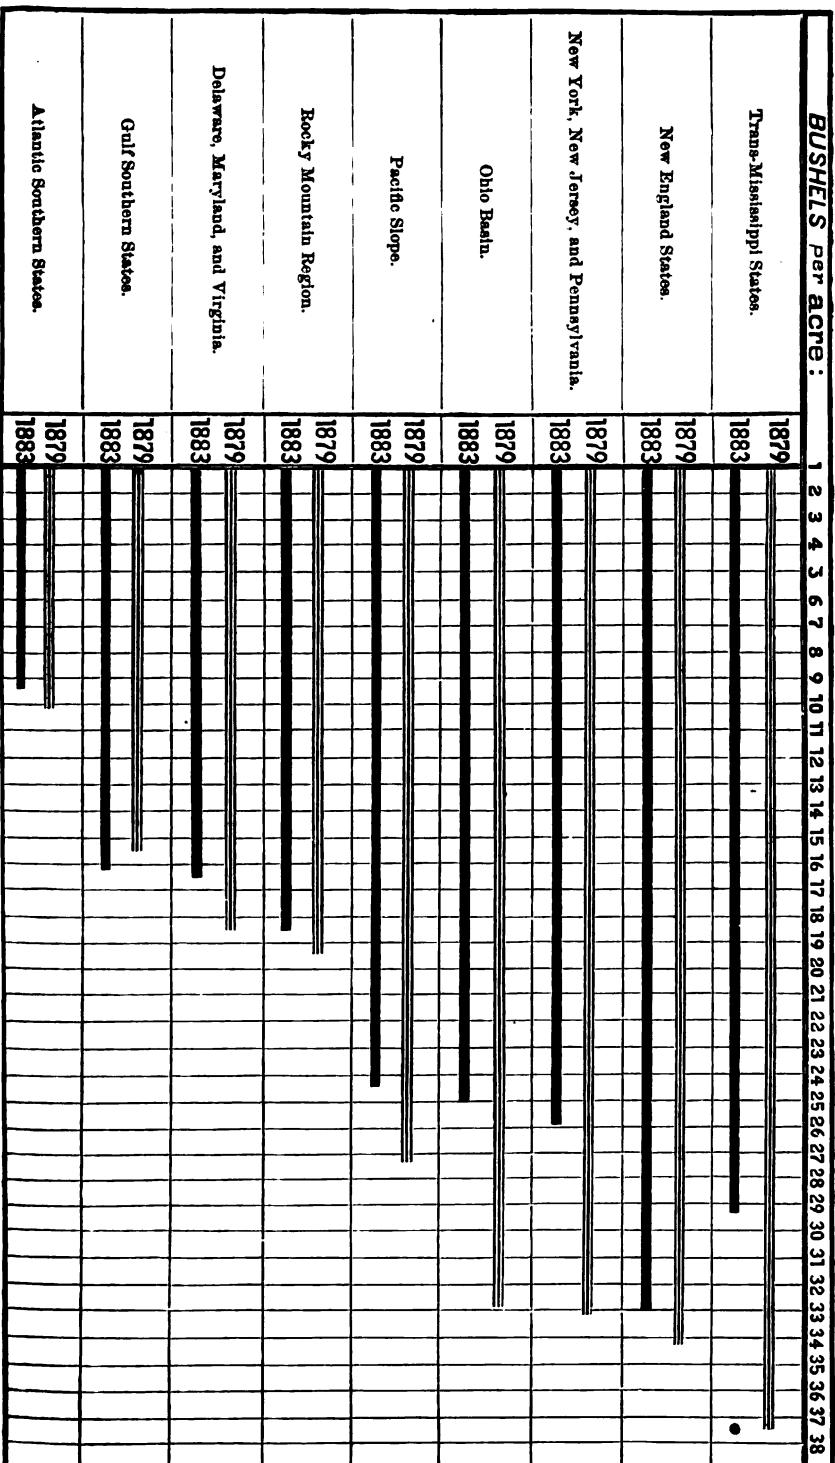 BUSHELS per acre: 1 2 3 4 5 6 7 8 9 10 11 12 13 14 15 16 17 18 19 20 21 22 23 24 25 26 27 28 29 30 31 32 33 34 35 36 37 38
Trans-Mississippi States.
1879
1883
New England States.
1879
1883
New York, New Jersey, and Pennsylvania.
1879
1883
Ohio Basin.
1879
1883
Pacific Slope.
1879
1883
Rocky Mountain Region.
1879
1883
Delaware, Maryland, and Virginia.
1879
1883
Gulf Southern States.
1879
1883
Atlantic Southern States.
1879
1883